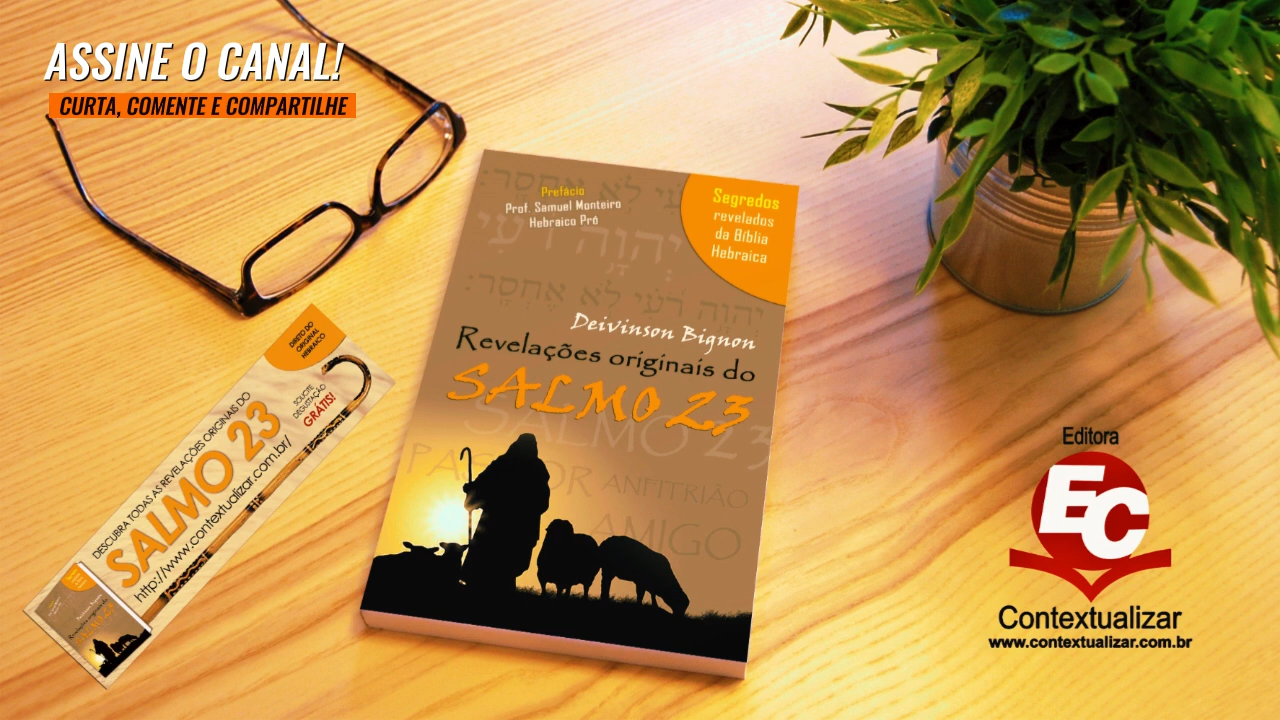 ASSINE O CANAL!
CURTA, COMENTE E COMPARTILHE
Prefácio
Prof. Samuel Monteiro
Hebraico Pró
Segredos
revelados
da Bíblia
Hebraica
יְהוָה רֹעִי לֹא אֶחְסָר:
Deivinson Bignon
Revelações originais do
SALMO 23
SALMO 23
PASTOR ANFITRIÃO
AMIGO
DIRETO DO
ORIGINAL
HEBRAICO
SOLICITE
DEGUSTAÇÃO
GRÁTIS!
DESCUBRA TODAS AS REVELAÇÕES ORIGINAIS DO
SALMO 23
http://www.contextualizar.com.br/
Editora
EC
Contextualizar
www.contextualizar.com.br